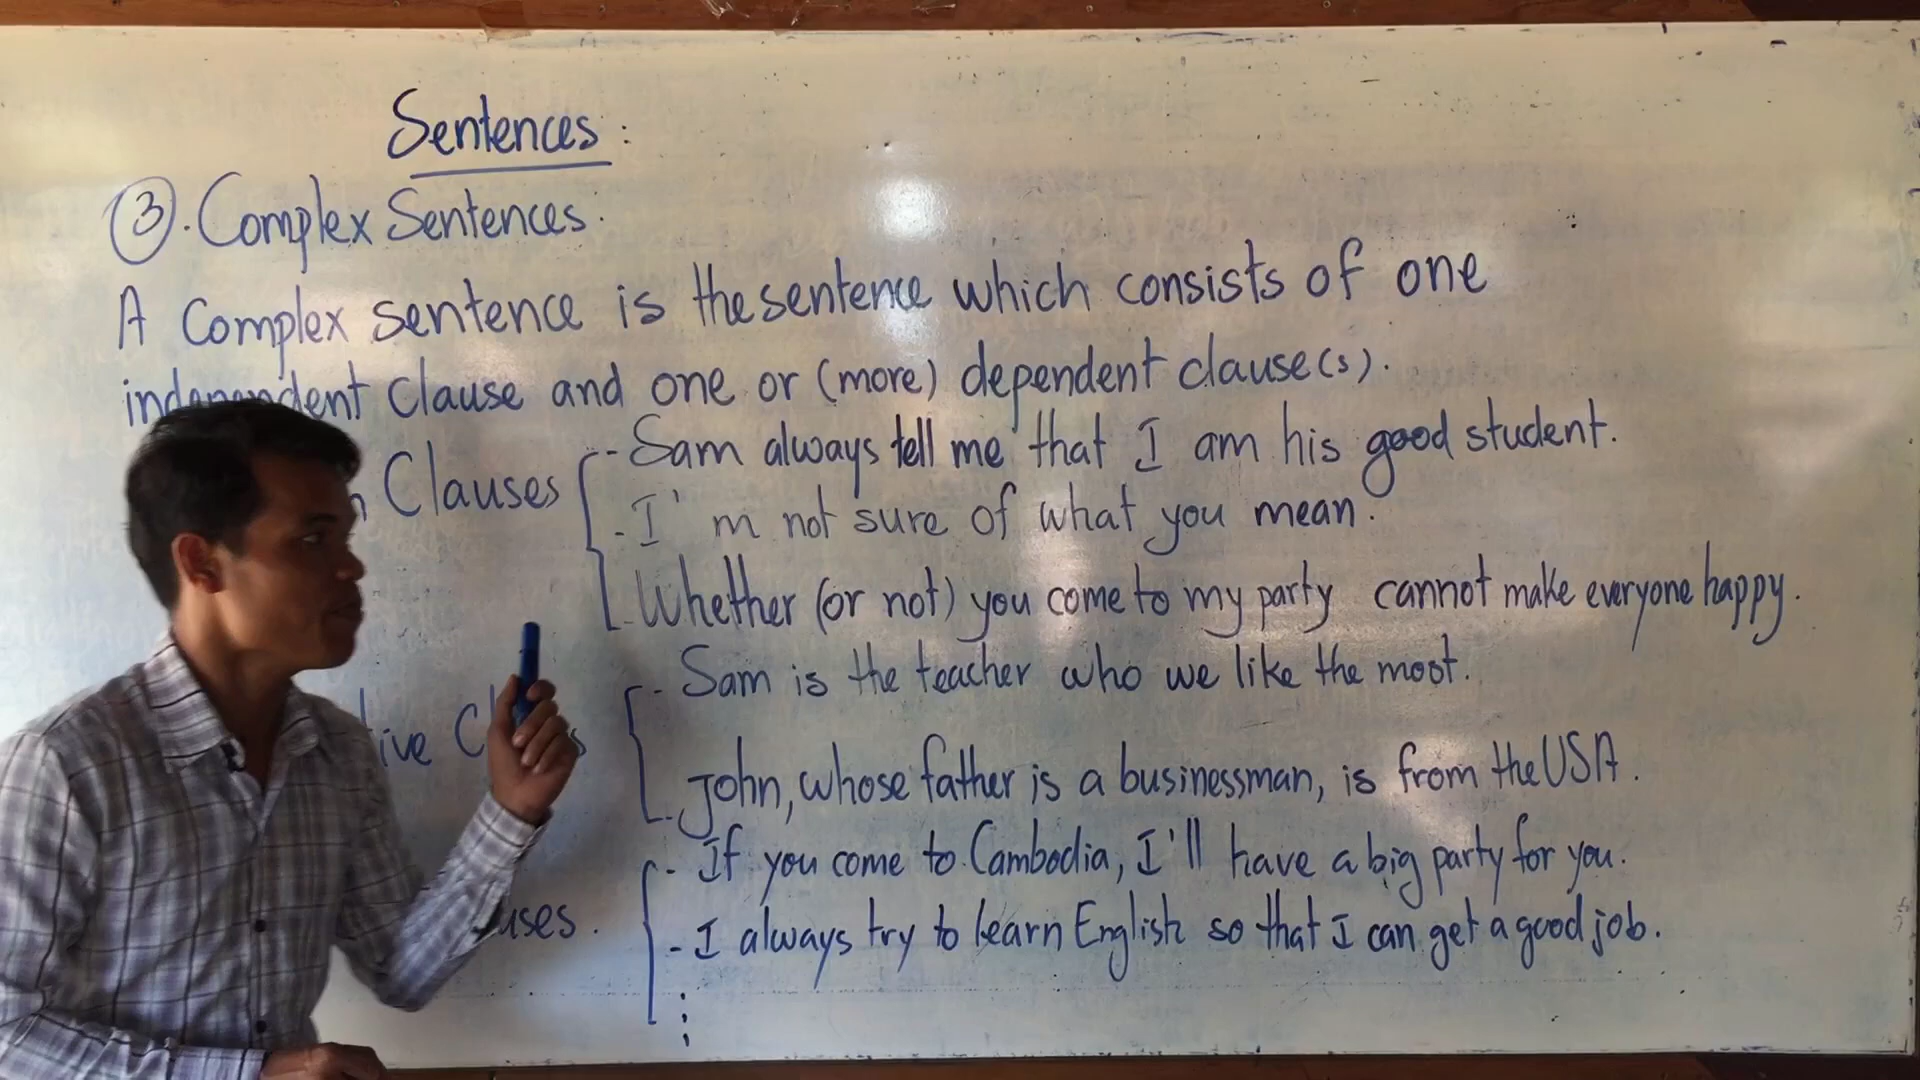 Sentences:
③. Complex Sentences:
A Complex sentence is the sentence which consists of one
independent clause and one or (more) dependent clause(s).
Clauses
- Sam always tell me that I am his good student.
- I'm not sure of what you mean.
- Whether (or not) you come to my party cannot make everyone happy.
- Sam is the teacher who we like the most.
- John, whose father is a businessman, is from the USA.
- If you come to Cambodia, I'll have a big party for you.
- I always try to learn English so that I can get a good job.